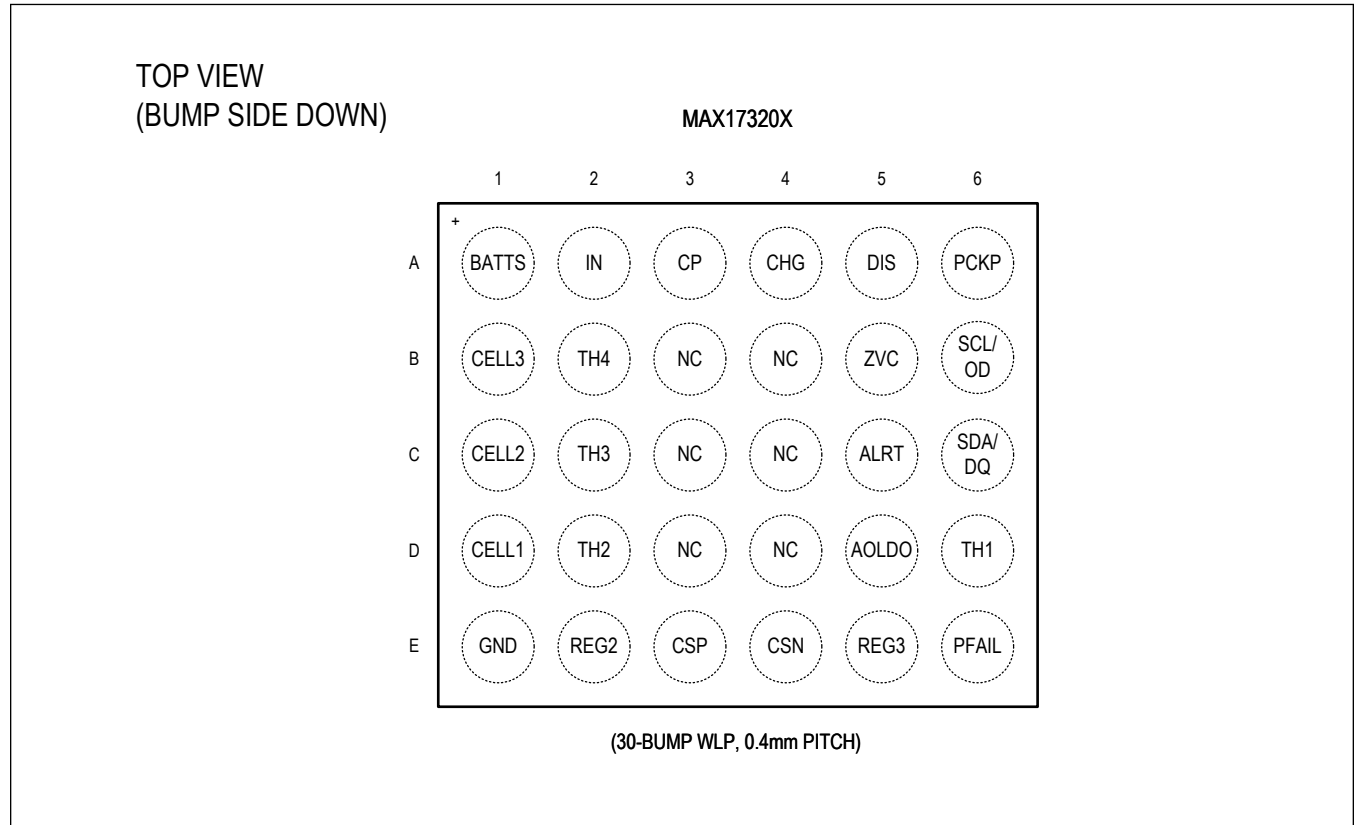 TOP VIEW
(BUMP SIDE DOWN)
MAX17320X
1 2 3 4 5 6
+
A BATTS IN CP CHG DIS PCKP
B CELL3 TH4 NC NC ZVC SCL/
OD
C CELL2 TH3 NC NC ALRT SDA/
DQ
D CELL1 TH2 NC NC AOLDO TH1
E GND REG2 CSP CSN REG3 PFAIL
(30-BUMP WLP, 0.4mm PITCH)